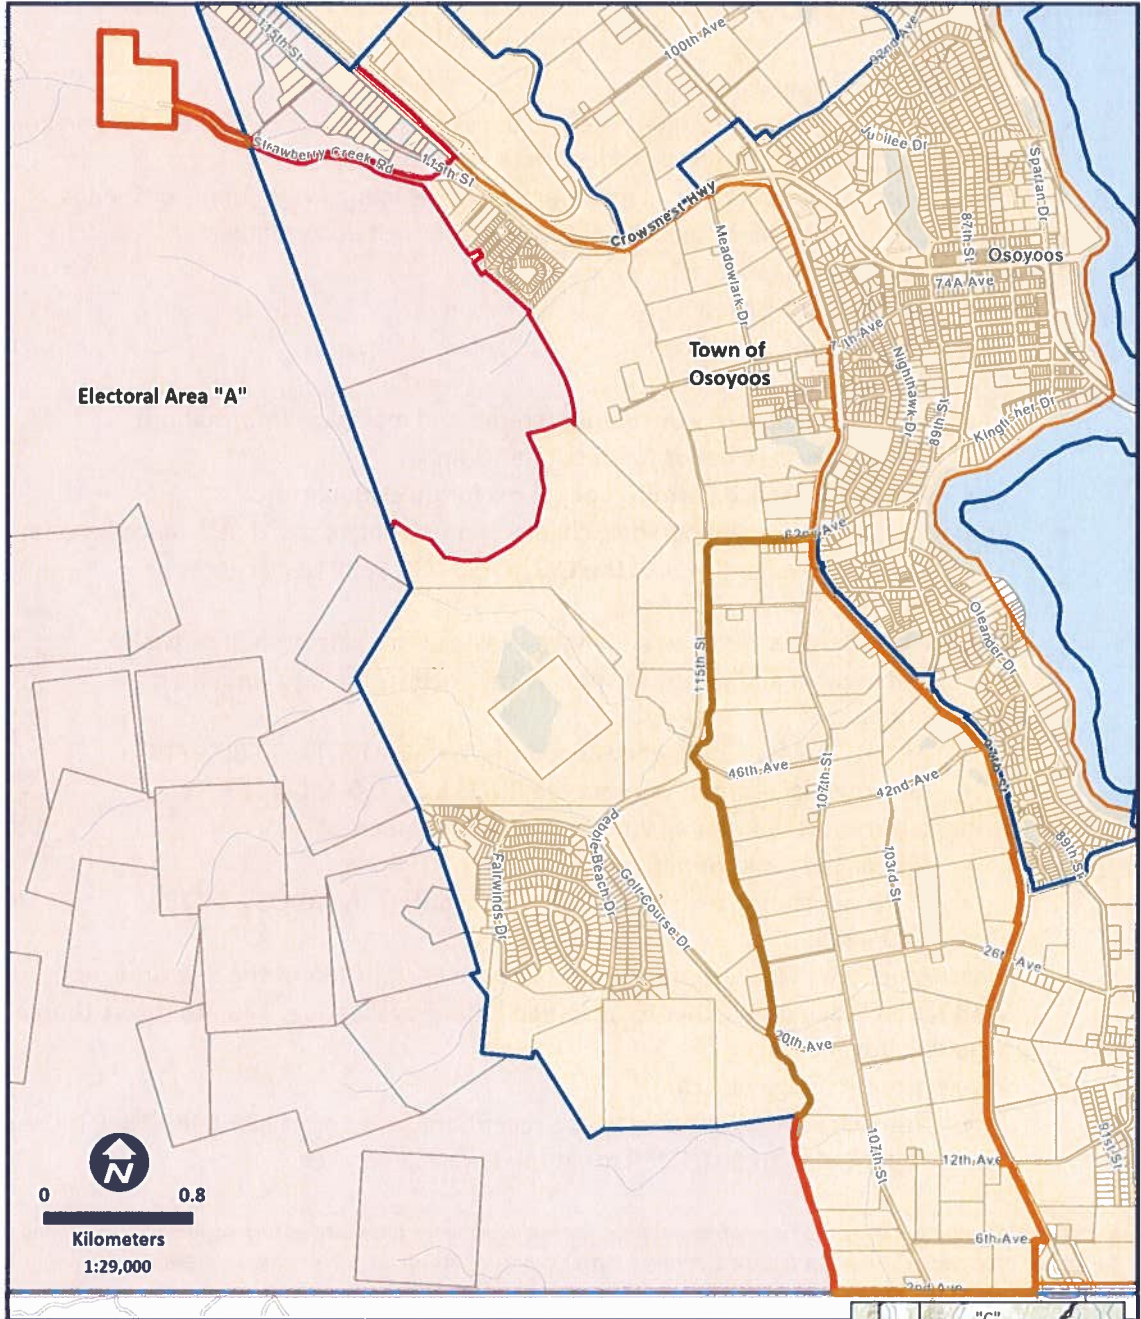 115th St
100th Ave
92nd Ave
Jubilee Dr
Spartan Dr
Strawberry Creek Rd
115th St
Crowsnest Hwy
Meadowlark Dr
87th St
Osoyoos
74A Ave
Town of
Osoyoos
Nighthawk Dr
89th St
Kingfisher Dr
Electoral Area "A"
62nd Ave
Oleander Dr
115th St
46th Ave
107th St
42nd Ave
Pebble Beach Dr
Fairwinds Dr
Golf Course Dr
103rd St
89th St
26th Ave
20th Ave
107th St
12th Ave
91st St
6th Ave
2nd Ave
N
0 0.8
Kilometers
1:29,000
"C"